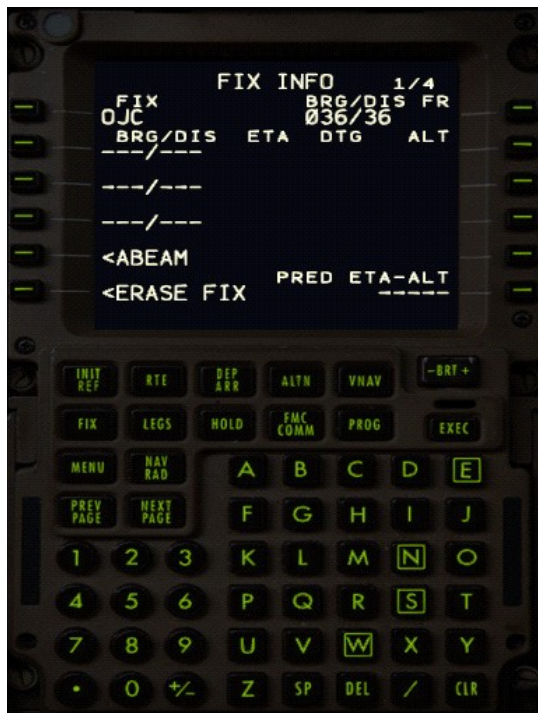 FIX INFO 1/4
FIX BRG/DIS FR
OJC Ø36/36
BRG/DIS ETA DTG ALT
---/---
---/---
---/---
<ABEAM
PRED ETA-ALT
<ERASE FIX -----
INIT REF RTE DEP ARR ALTN VNAV -BRT +
FIX LEGS HOLD FMC COMM PROG EXEC
MENU NAV RAD A B C D E
PREV PAGE NEXT PAGE F G H I J
1 2 3 K L M N O
4 5 6 P Q R S T
7 8 9 U V W X Y
. 0 +/- Z SP DEL / CLR